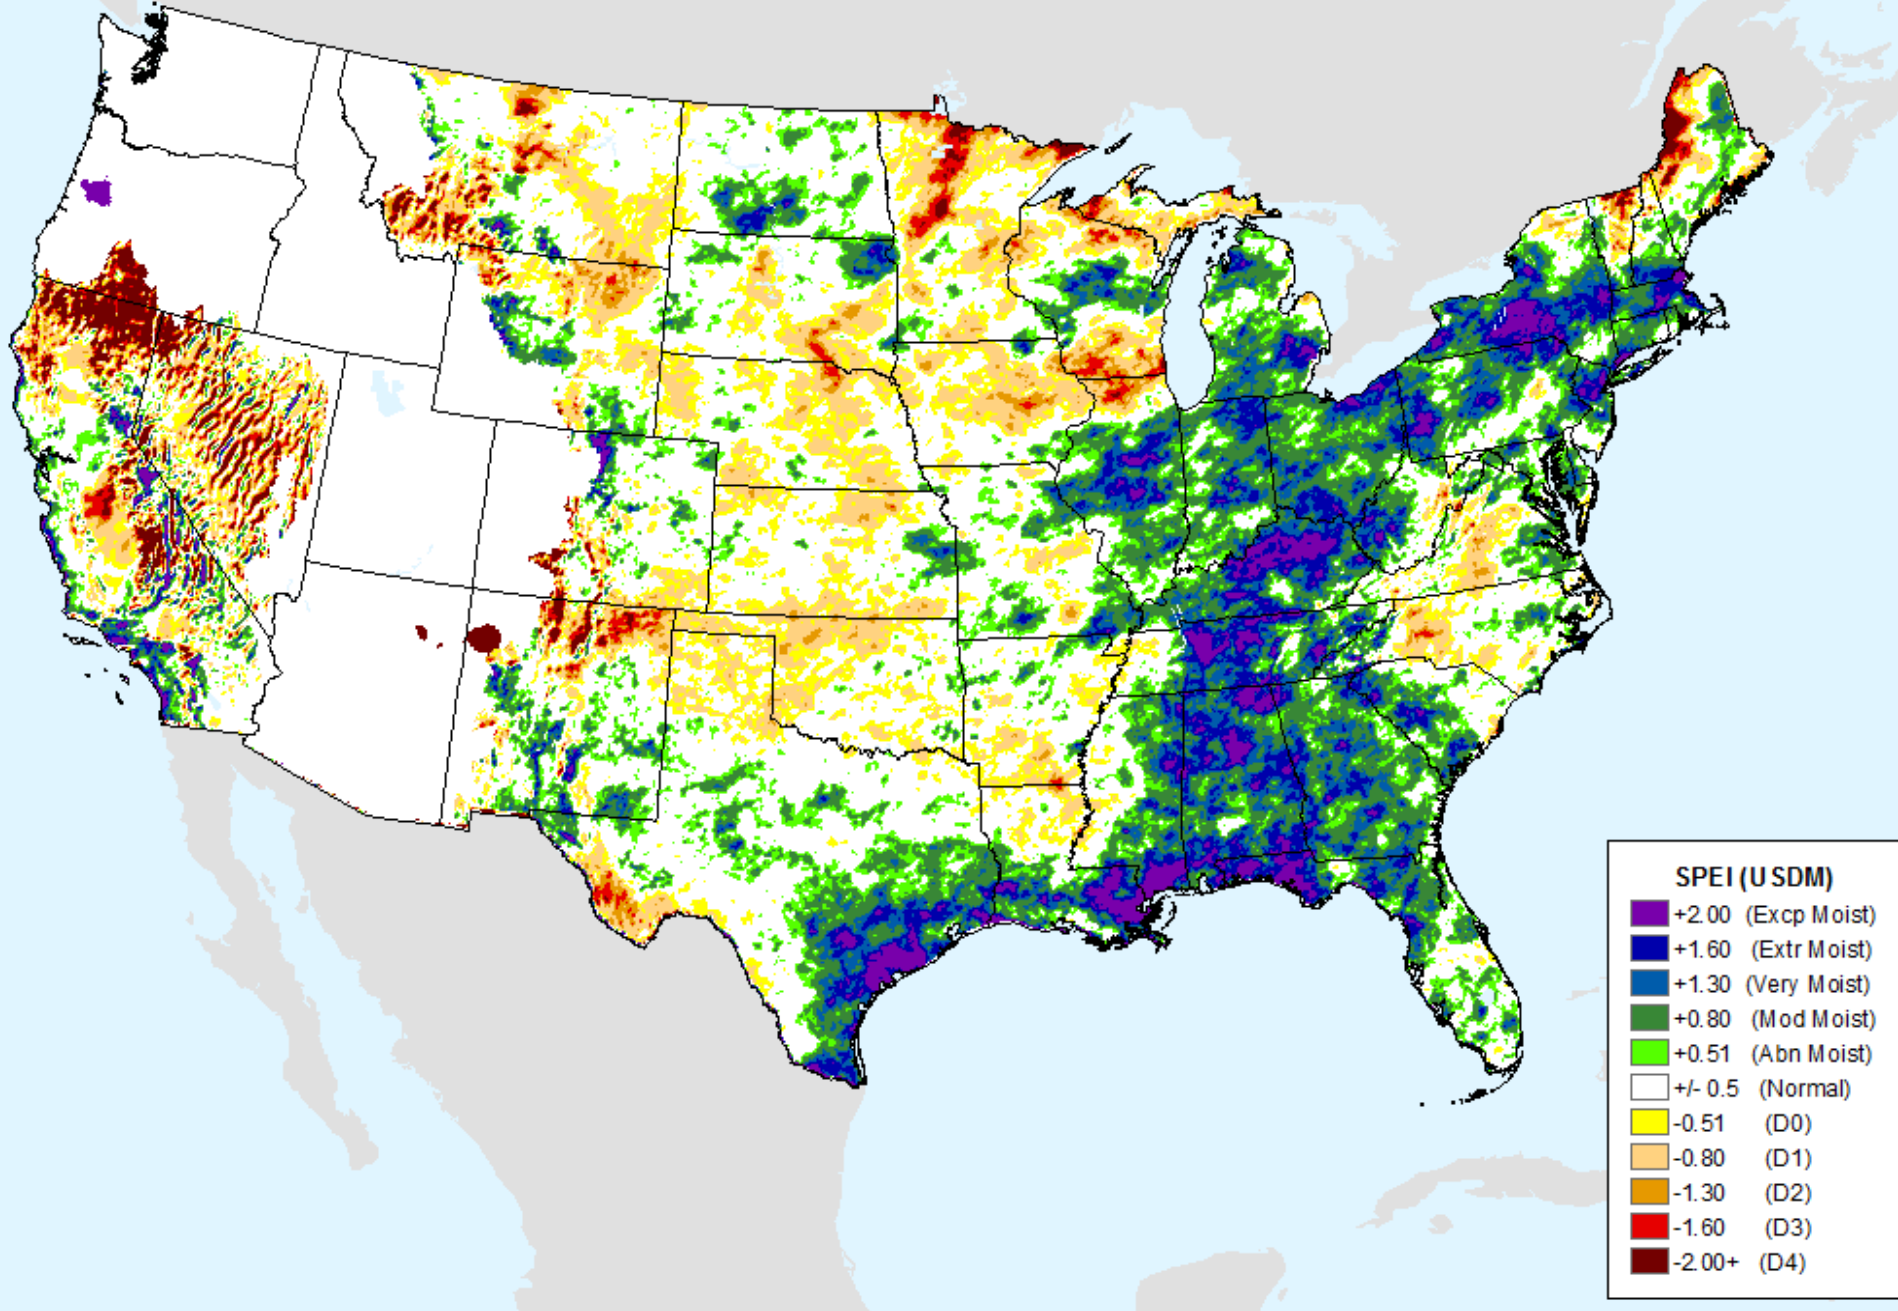 SPEI (USDM)
+2.00 (Excp Moist)
+1.60 (Extr Moist)
+1.30 (Very Moist)
+0.80 (Mod Moist)
+0.51 (Abn Moist)
+/- 0.5 (Normal)
-0.51 (D0)
-0.80 (D1)
-1.30 (D2)
-1.60 (D3)
-2.00+ (D4)